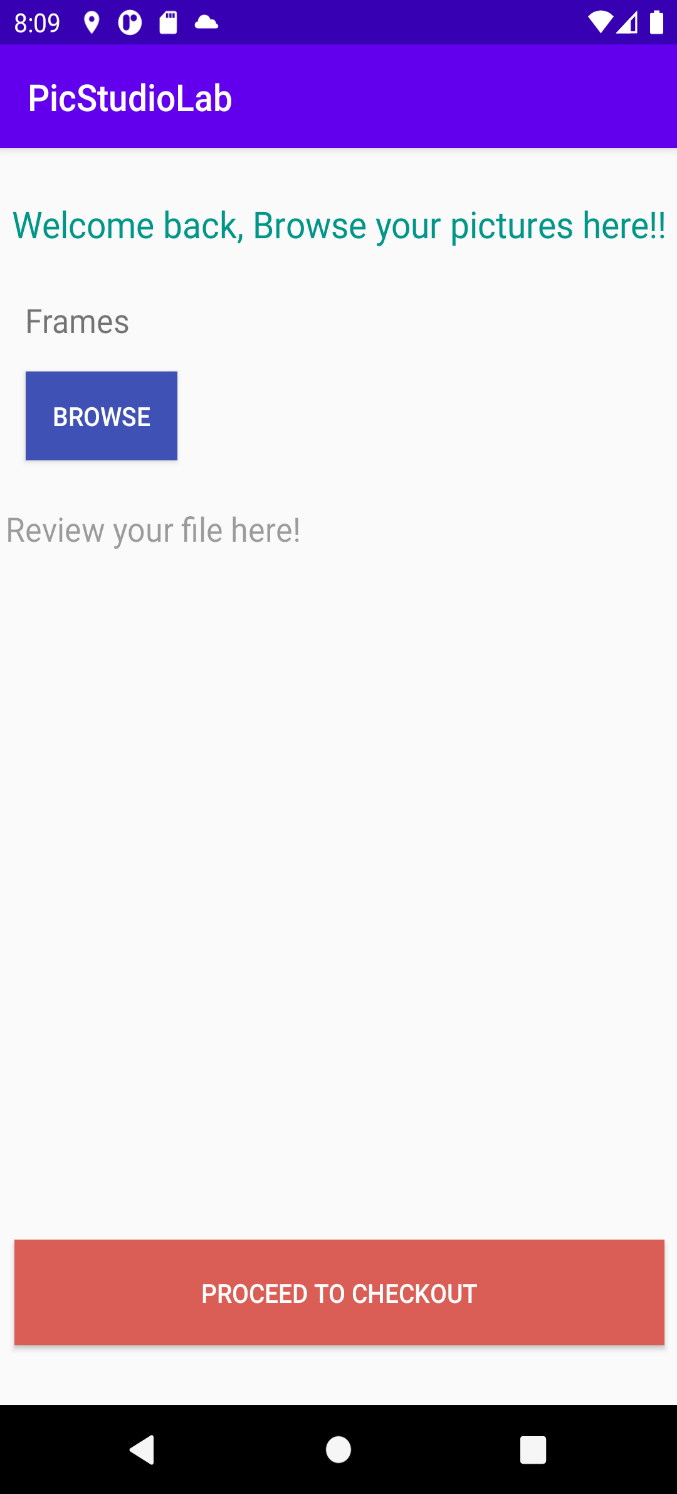 8:09
PicStudioLab
Welcome back, Browse your pictures here!!
Frames
BROWSE
Review your file here!
PROCEED TO CHECKOUT